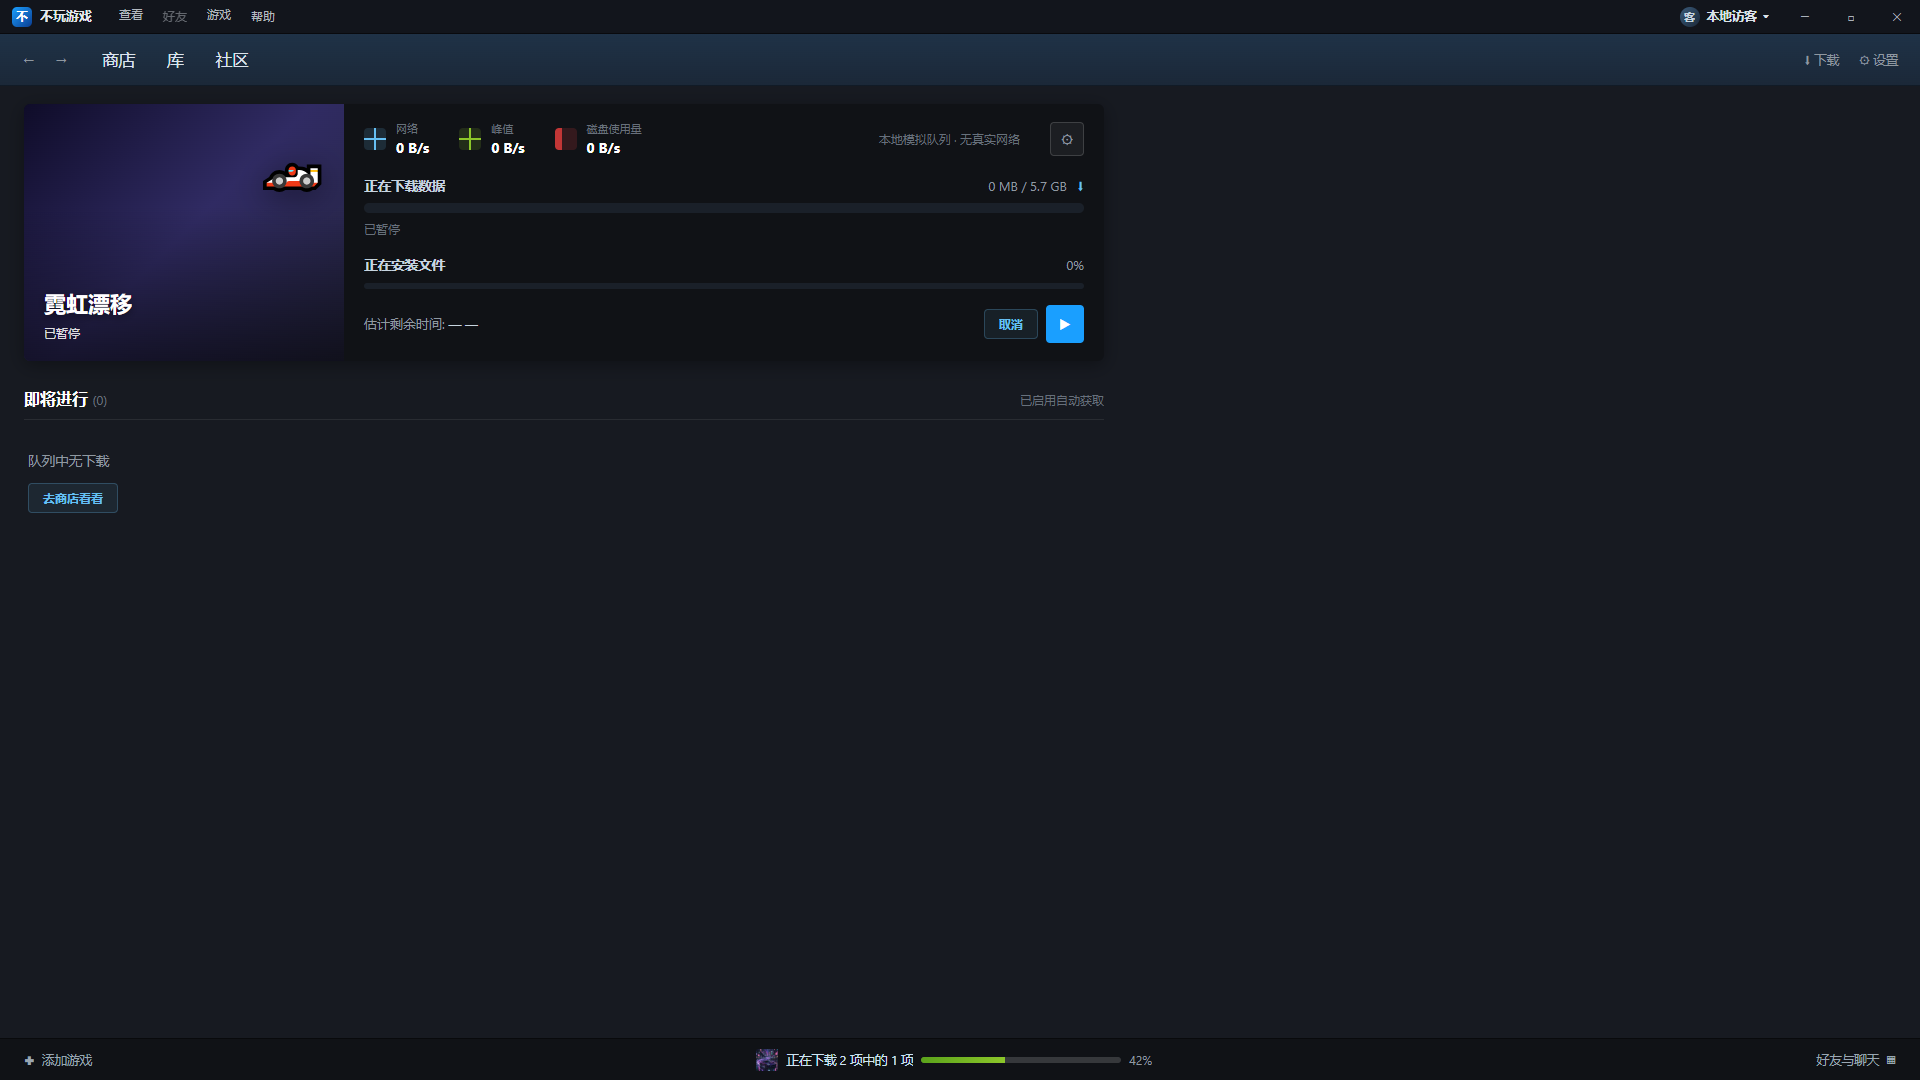 不 不玩游戏 查看 好友 游戏 帮助 客 本地访客
← → 商店 库 社区 下载 设置
网络 峰值 磁盘使用量
0 B/s 0 B/s 0 B/s 本地模拟队列 · 无真实网络
正在下载数据 0 MB / 5.7 GB
已暂停
正在安装文件 0%
霓虹漂移
已暂停
估计剩余时间: — — 取消
即将进行 (0) 已启用自动获取
队列中无下载
去商店看看
添加游戏 正在下载 2 项中的 1 项 42% 好友与聊天